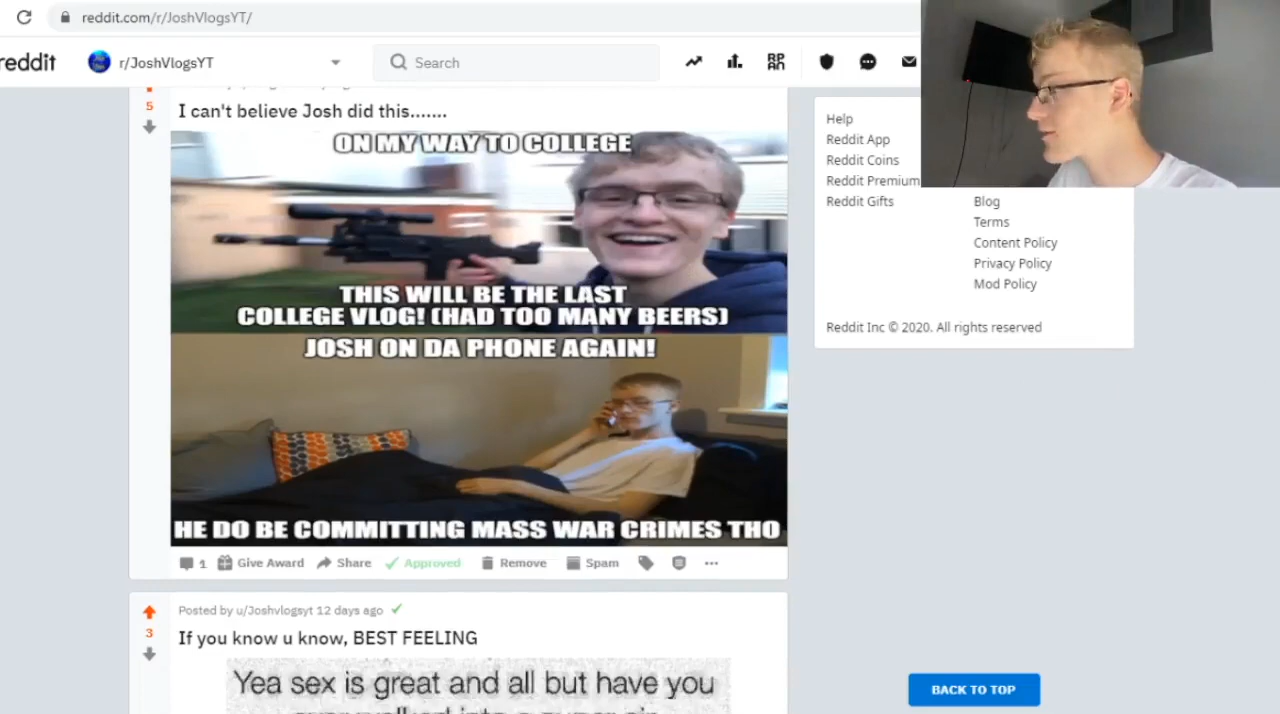 reddit.com/r/JoshVlogsYT/
reddit
r/JoshVlogsYT
Search
5
I can't believe Josh did this.......
ON MY WAY TO COLLEGE
THIS WILL BE THE LAST
COLLEGE VLOG! (HAD TOO MANY BEERS)
JOSH ON DA PHONE AGAIN!
HE DO BE COMMITTING MASS WAR CRIMES THO
1 Give Award Share Approved Remove Spam
3
Posted by u/Joshvlogsyt 12 days ago
If you know u know, BEST FEELING
Yea sex is great and all but have you
Help
Reddit App
Reddit Coins
Reddit Premium
Reddit Gifts
Blog
Terms
Content Policy
Privacy Policy
Mod Policy
Reddit Inc © 2020. All rights reserved
BACK TO TOP